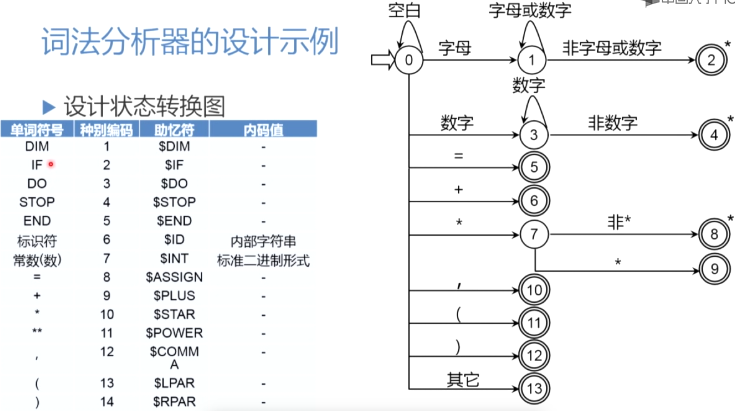 词法分析器的设计示例
▶ 设计状态转换图
单词符号 种别编码 助忆符 内码值
DIM 1 $DIM -
IF 2 $IF -
DO 3 $DO -
STOP 4 $STOP -
END 5 $END -
标识符 6 $ID 内部字符串
常数(数) 7 $INT 标准二进制形式
= 8 $ASSIGN -
+ 9 $PLUS -
* 10 $STAR -
** 11 $POWER -
, 12 $COMM
A -
( 13 $LPAR -
) 14 $RPAR -
空白 字母或数字
0 字母 1 非字母或数字 2 *
数字
数字 3 非数字 4 *
= 5
+ 6
* 7 非* 8 *
* 9
, 10
( 11
) 12
其它 13